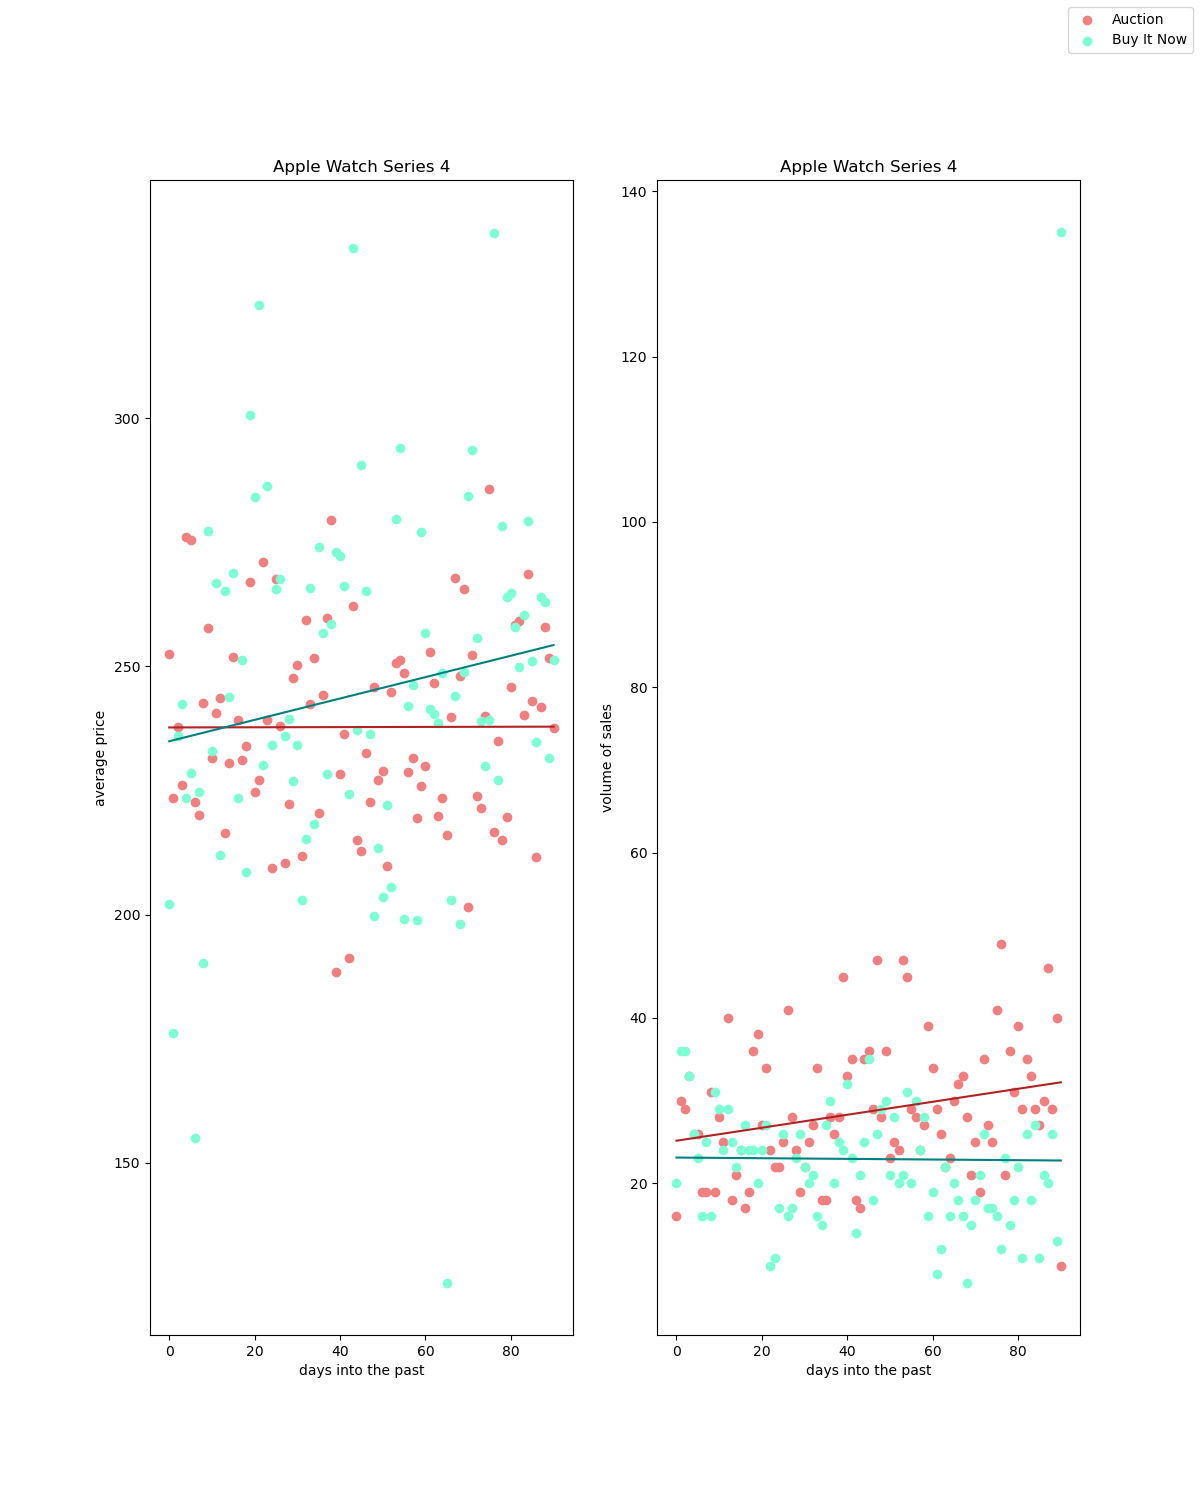 Auction
Buy It Now
Apple Watch Series 4
Apple Watch Series 4
average price
300
250
200
150
0 20 40 60 80
days into the past
volume of sales
140
120
100
80
60
40
20
0 20 40 60 80
days into the past